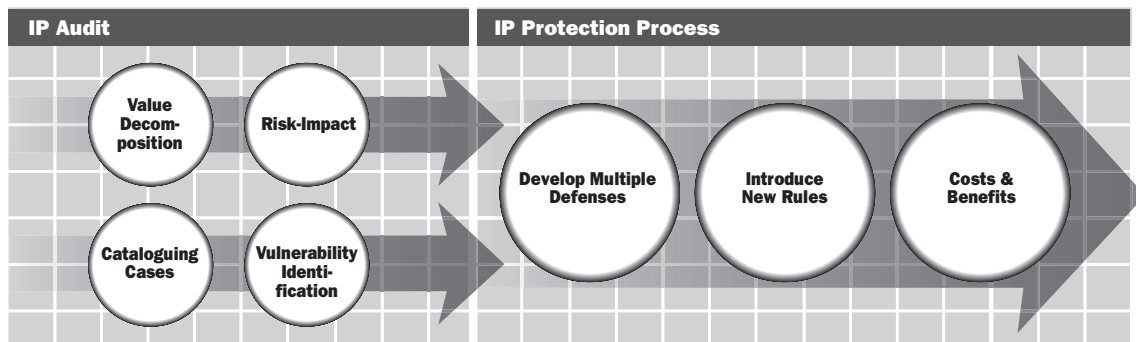 IP Audit
IP Protection Process
Value
Decom-
position
Risk-Impact
Cataloguing
Cases
Vulnerability
Identi-
fication
Develop Multiple
Defenses
Introduce
New Rules
Costs &
Benefits